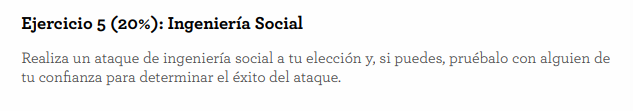 Ejercicio 5 (20%): Ingeniería Social
Realiza un ataque de ingeniería social a tu elección y, si puedes, pruébalo con alguien de
tu confianza para determinar el éxito del ataque.